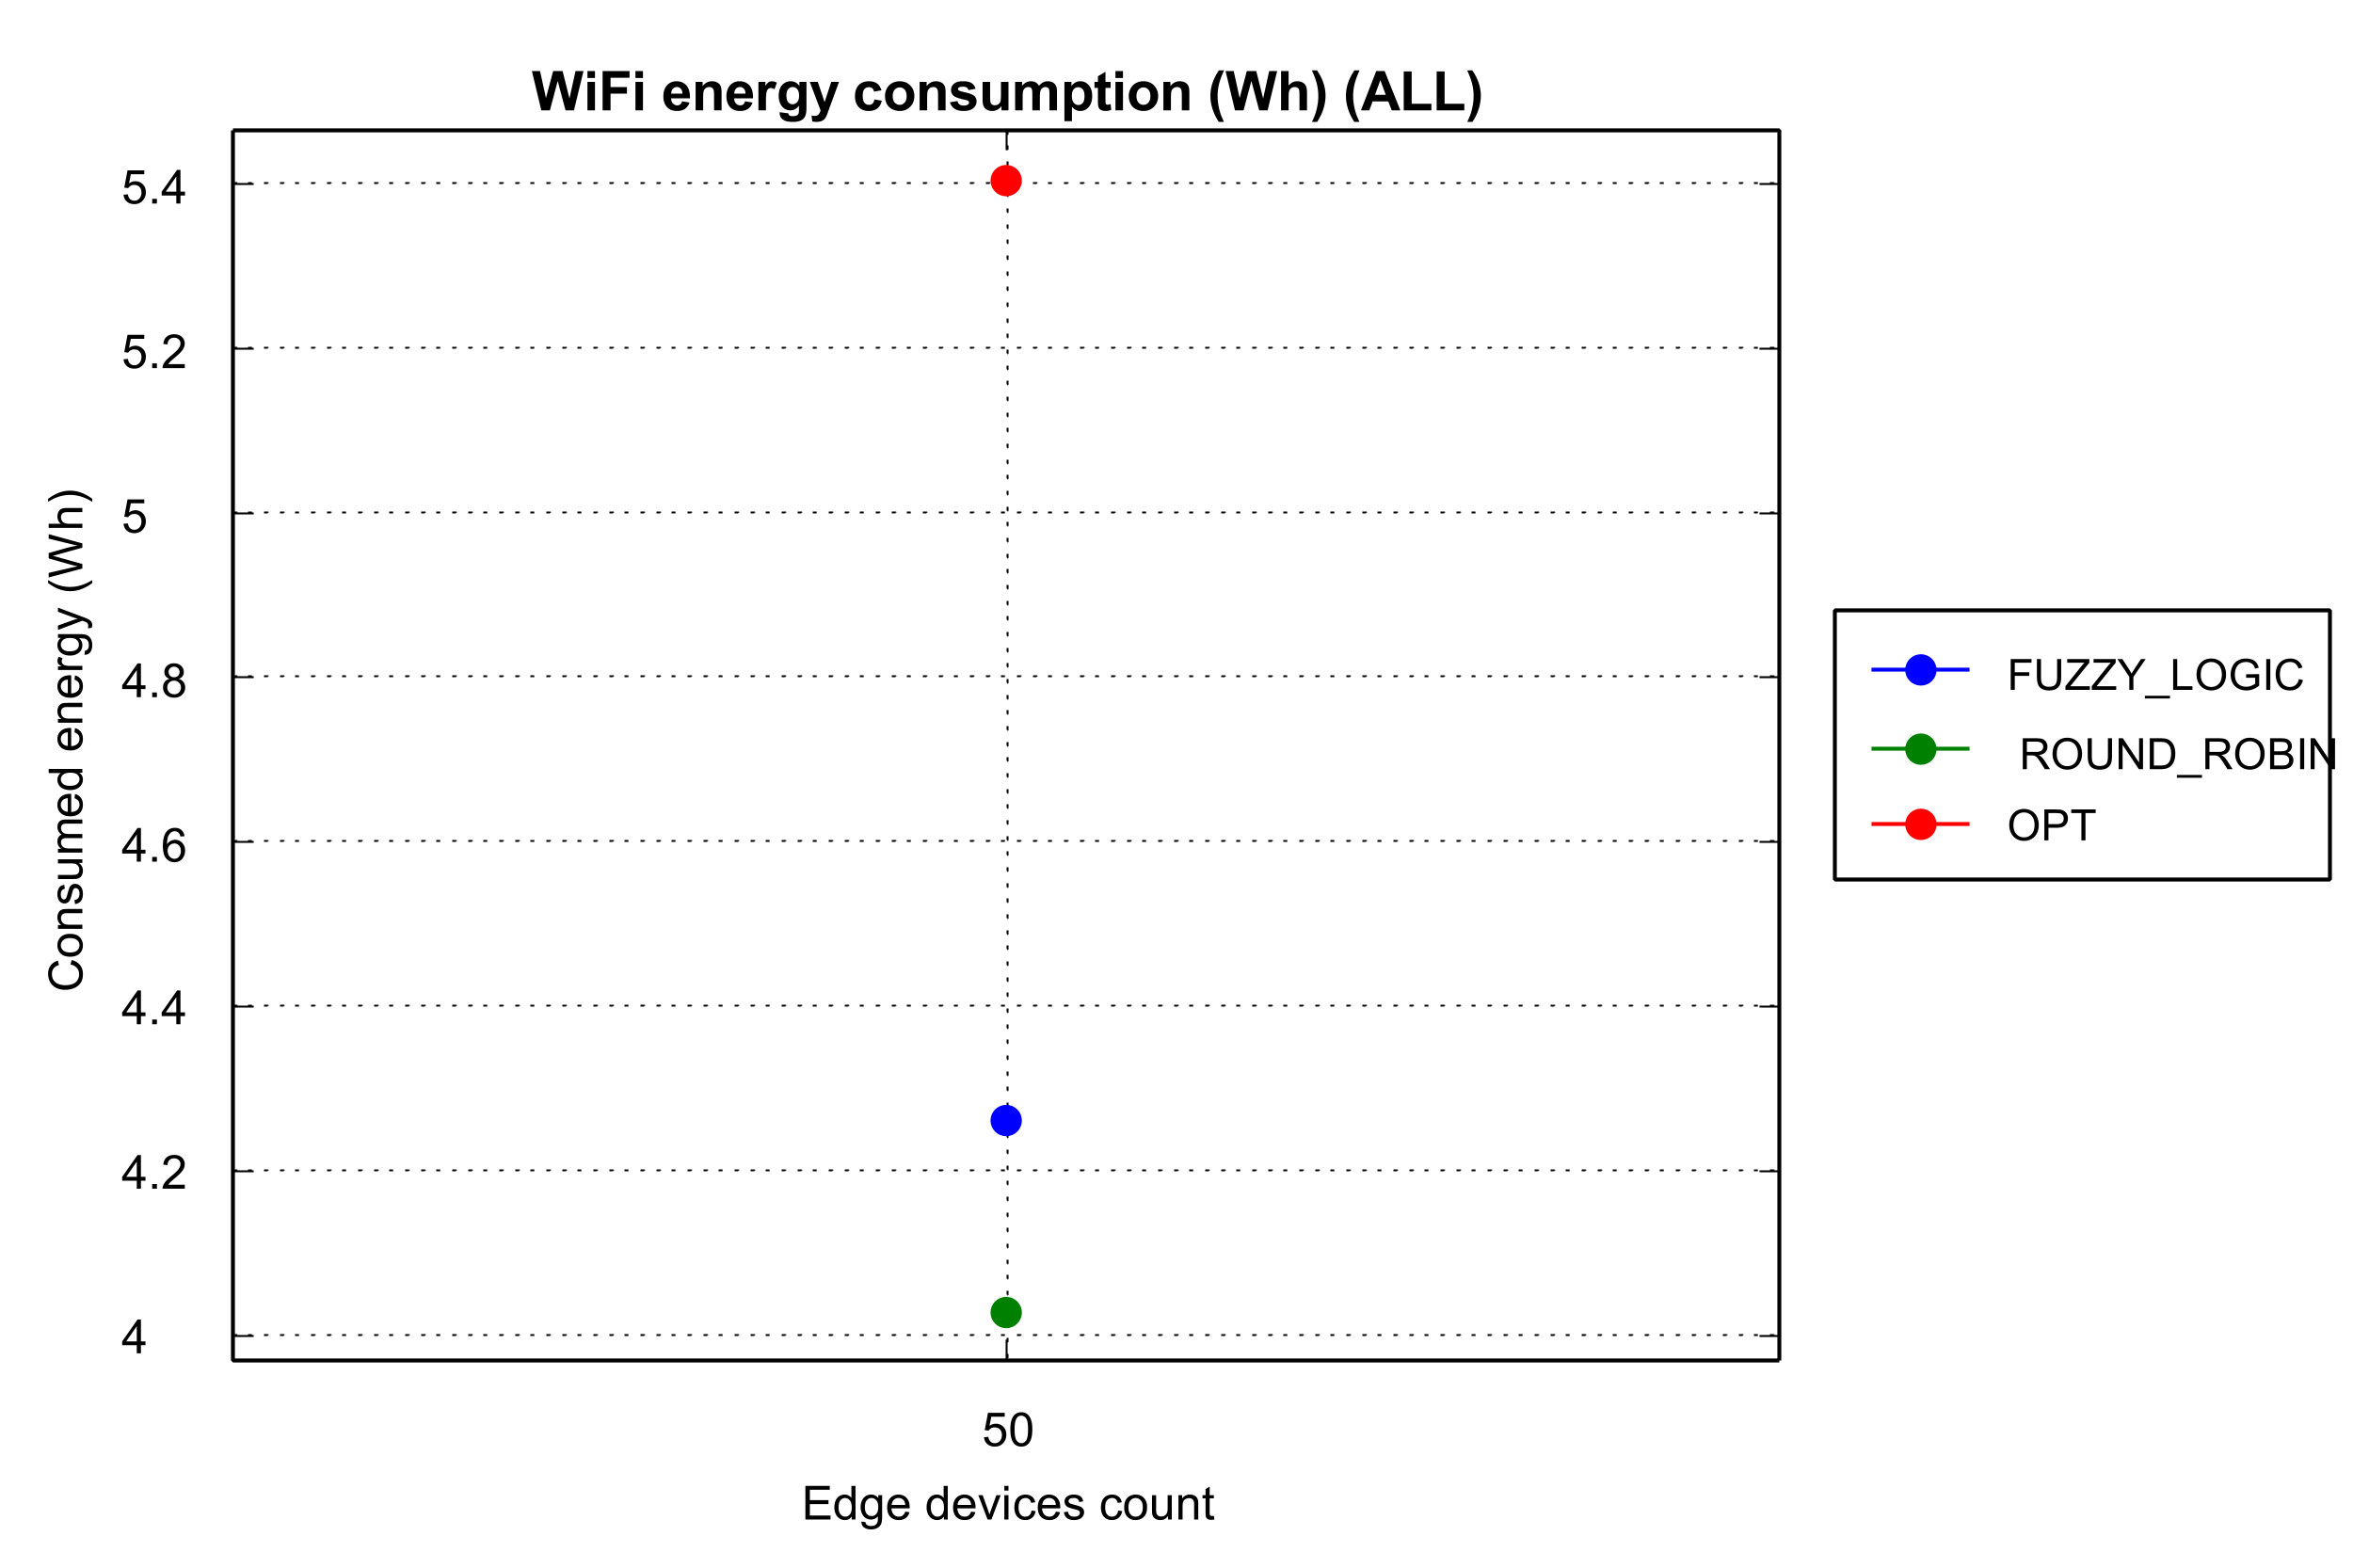 WiFi energy consumption (Wh) (ALL)
5.4
5.2
5
4.8
4.6
4.4
4.2
4
Consumed energy (Wh)
50
Edge devices count
FUZZY_LOGIC
ROUND_ROBIN
OPT